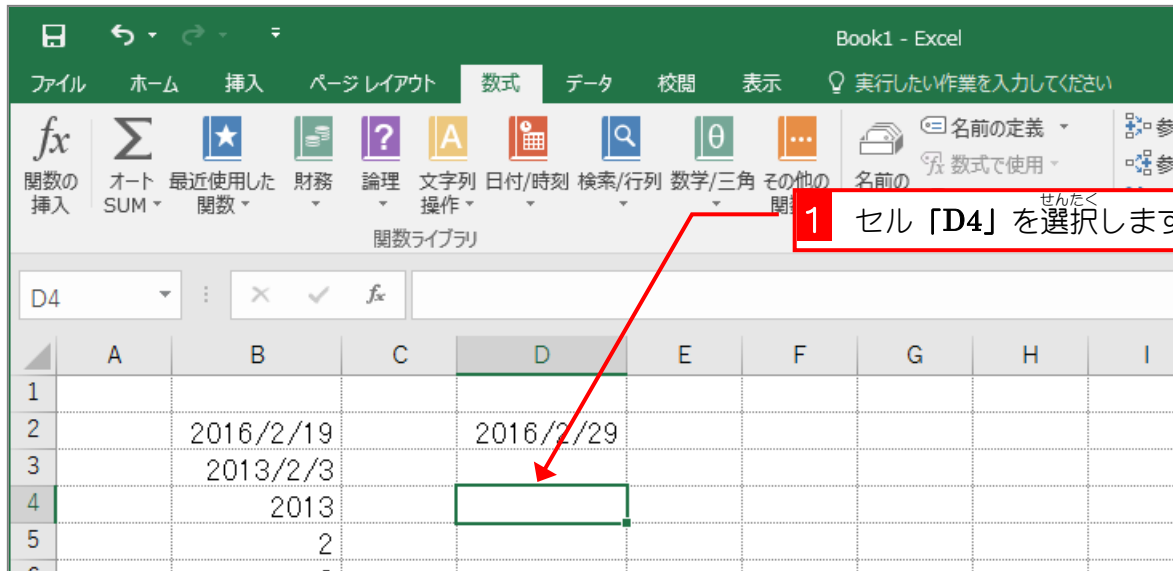 Book1 - Excel
ファイル ホーム 挿入 ページ レイアウト 数式 データ 校閲 表示 実行したい作業を入力してください
fx Σ ? A θ ... 名前の定義 参
fx 数式で使用 参
関数の オート 最近使用した 財務 論理 文字列 日付/時刻 検索/行列 数学/三角 その他の 名前の
挿入 SUM 関数 操作
せんたく
1 セル「D4」を選択します
関数ライブラリ
D4 fx
A B C D E F G H I
1
2 2016/2/19 2016/2/29
3 2013/2/3
4 2013
5 2